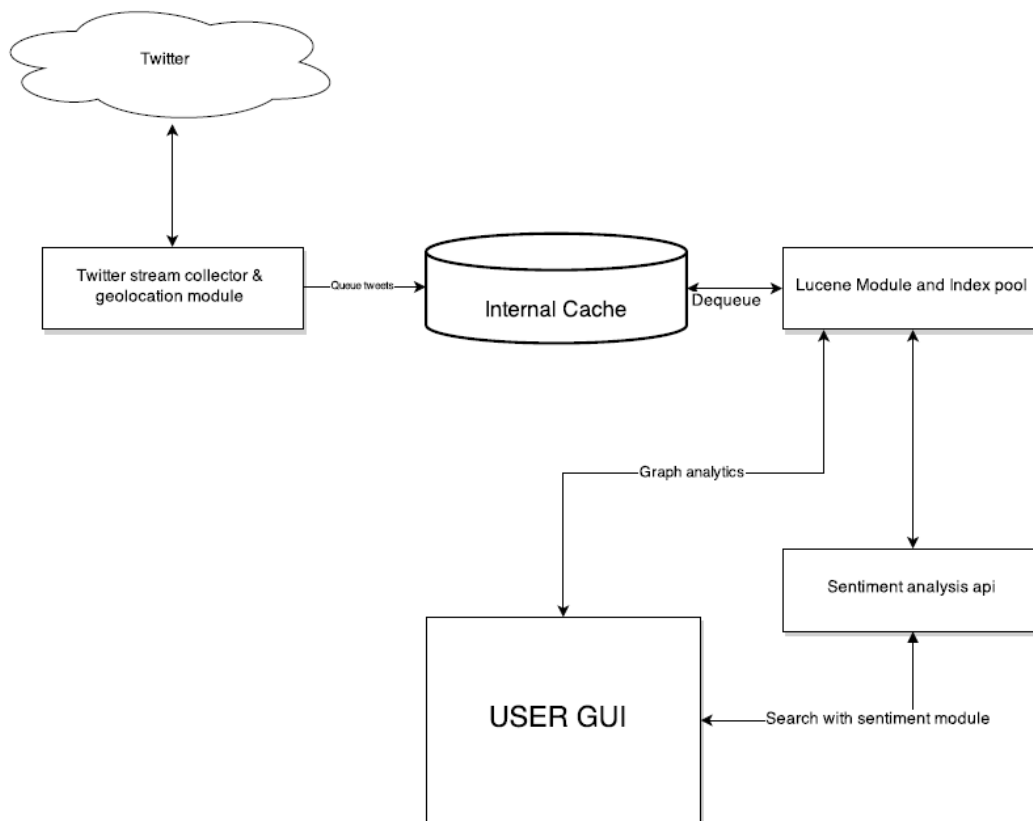 Twitter
Twitter stream collector &
geolocation module
Queue tweets
Internal Cache
Dequeue
Lucene Module and Index pool
Graph analytics
Sentiment analysis api
USER GUI
Search with sentiment module